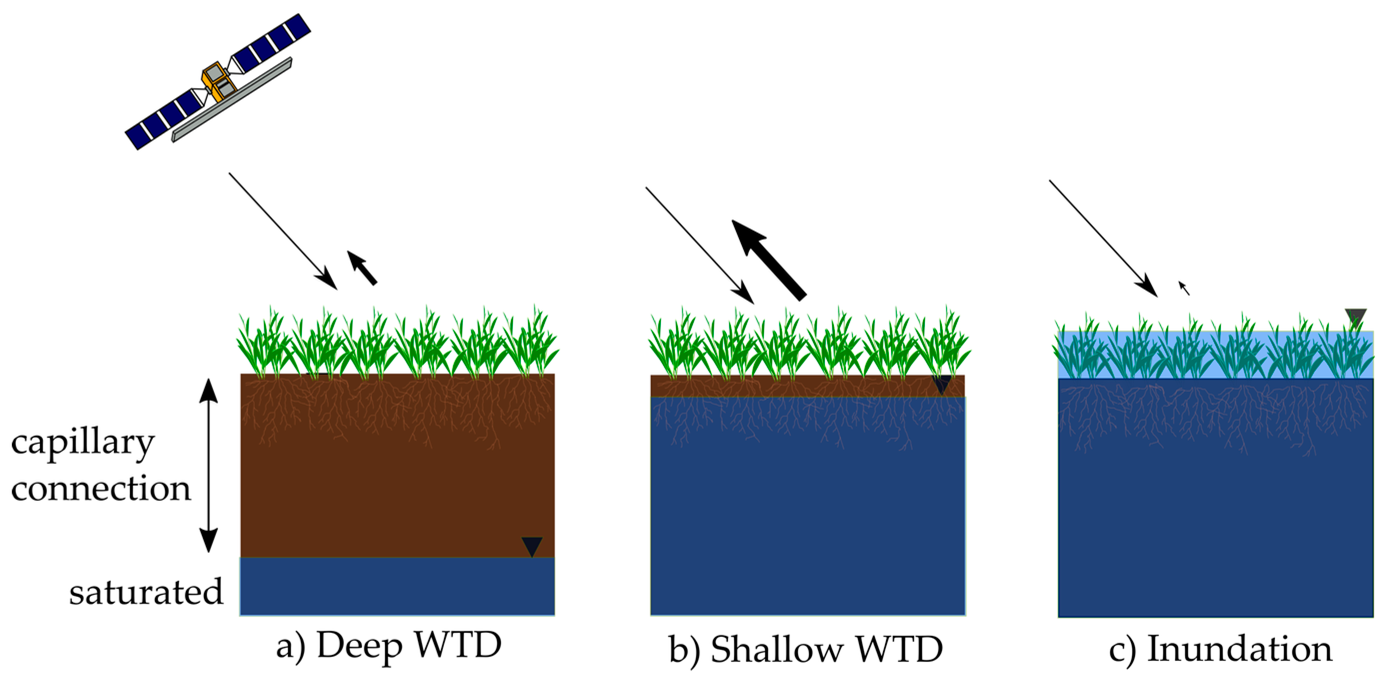 capillary
connection
saturated
a) Deep WTD
b) Shallow WTD
c) Inundation